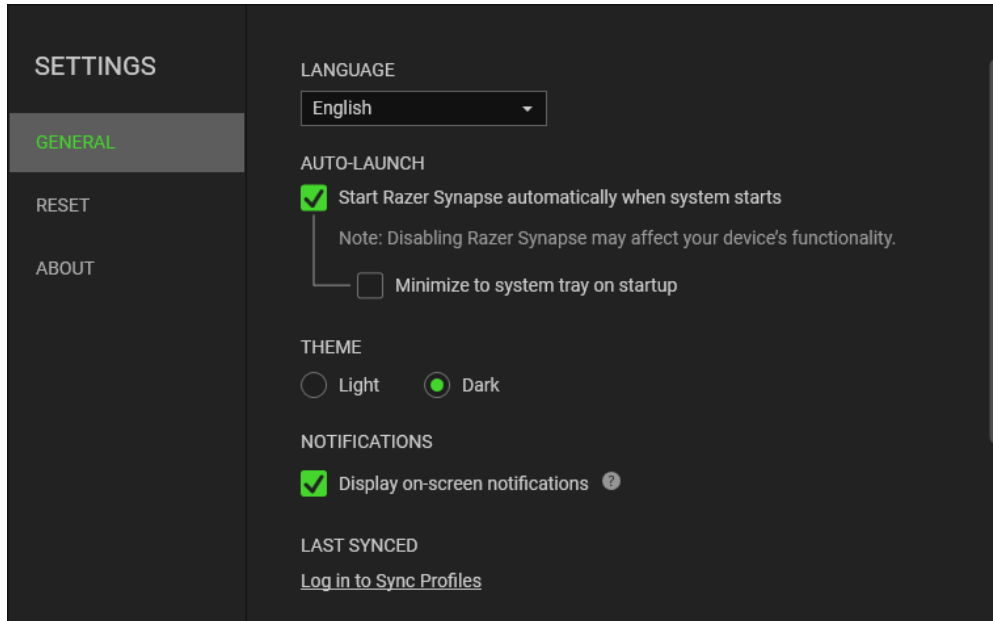 SETTINGS
GENERAL
RESET
ABOUT
LANGUAGE
English
AUTO-LAUNCH
Start Razer Synapse automatically when system starts
Note: Disabling Razer Synapse may affect your device’s functionality.
Minimize to system tray on startup
THEME
Light Dark
NOTIFICATIONS
Display on-screen notifications ?
LAST SYNCED
Log in to Sync Profiles